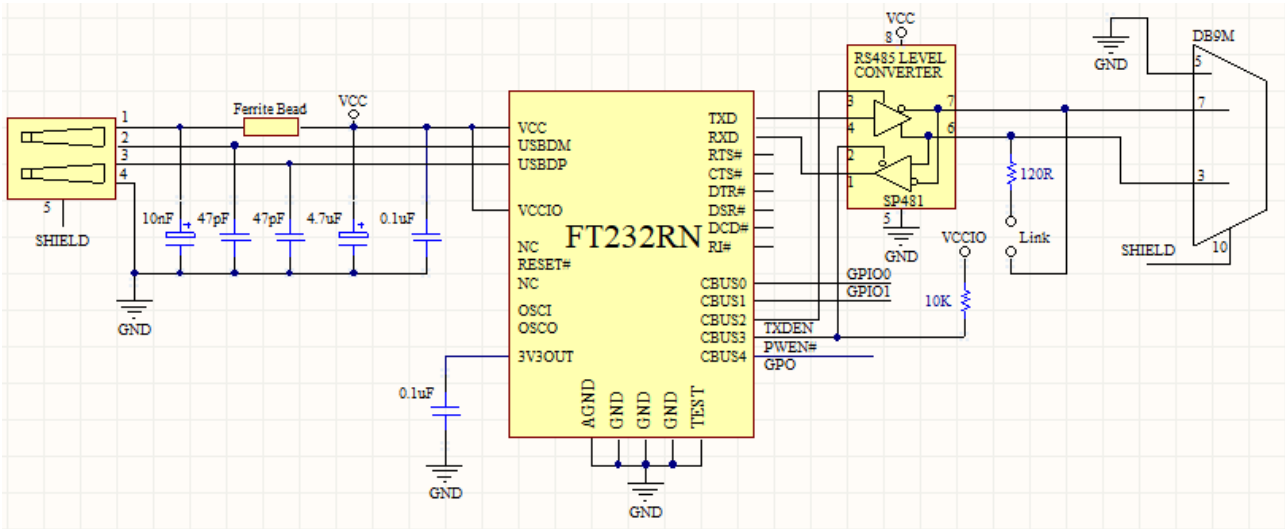 VCC
8
DB9M
RS485 LEVEL
CONVERTER
GND
5
Ferrite Bead
VCC
1
2
3
4
5
SHIELD
10nF
47pF
47pF
4.7uF
0.1uF
GND
VCC
USBDM
USBDP
VCCIO
NC
RESET#
NC
OSCI
OSCO
3V3OUT
FT232RN
TXD
RXD
RTS#
CTS#
DTR#
DSR#
DCD#
RI#
CBUS0
CBUS1
CBUS2
CBUS3
CBUS4
AGND
GND
GND
GND
TEST
GND
0.1uF
GND
3
4
2
1
7
6
SP481
5
GND
GPIO0
GPIO1
TXDEN
PWEN#
GPO
VCCIO
10K
120R
Link
7
3
SHIELD
10